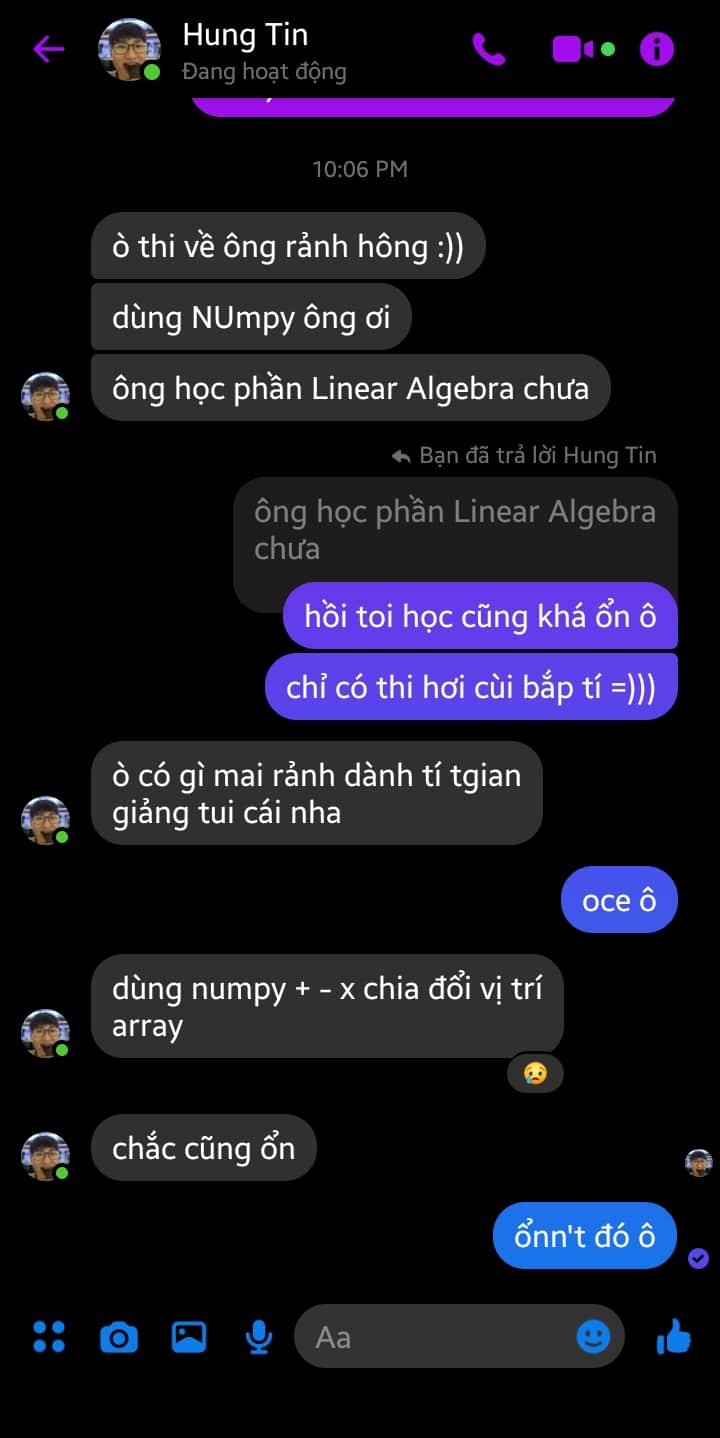 Hung Tin
Đang hoạt động
10:06 PM
ò thi về ông rảnh hông :))
dùng NUmpy ông ơi
ông học phần Linear Algebra chưa
Bạn đã trả lời Hung Tin
ông học phần Linear Algebra
chưa
hồi toi học cũng khá ổn ô
chỉ có thi hơi cùi bắp tí =)))
ò có gì mai rảnh dành tí tgian
giảng tui cái nha
oce ô
dùng numpy + - x chia đổi vị trí
array
chắc cũng ổn
ổnn't đó ô
Aa